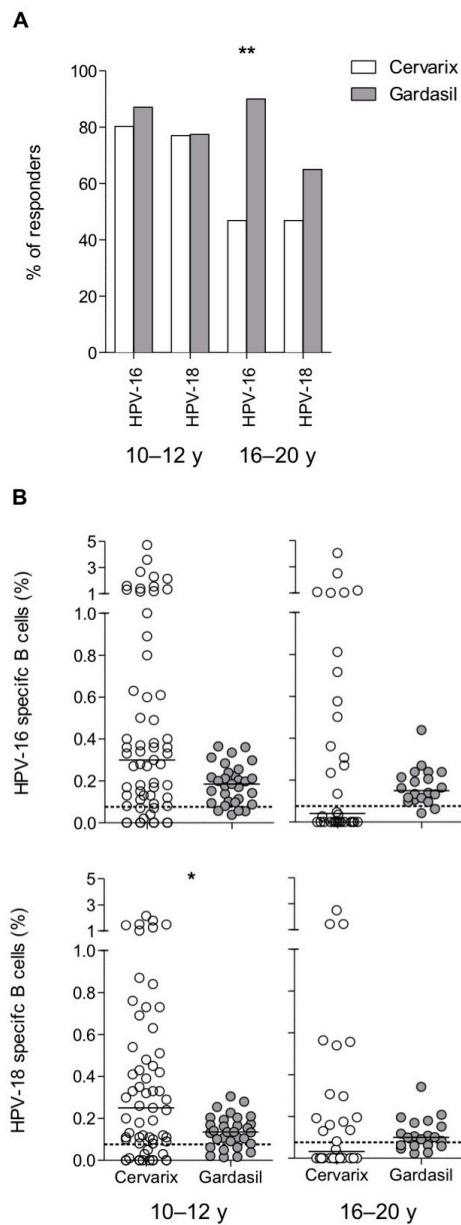 A
**
Cervarix
Gardasil
% of responders
100
80
60
40
20
0
HPV-16
HPV-18
HPV-16
HPV-18
10–12 y
16–20 y
B
HPV-16 specifc B cells (%)
5
3
1
1.0
0.8
0.6
0.4
0.2
0.0
*
HPV-18 specifc B cells (%)
5
3
1
1.0
0.8
0.6
0.4
0.2
0.0
Cervarix Gardasil
Cervarix Gardasil
10–12 y
16–20 y